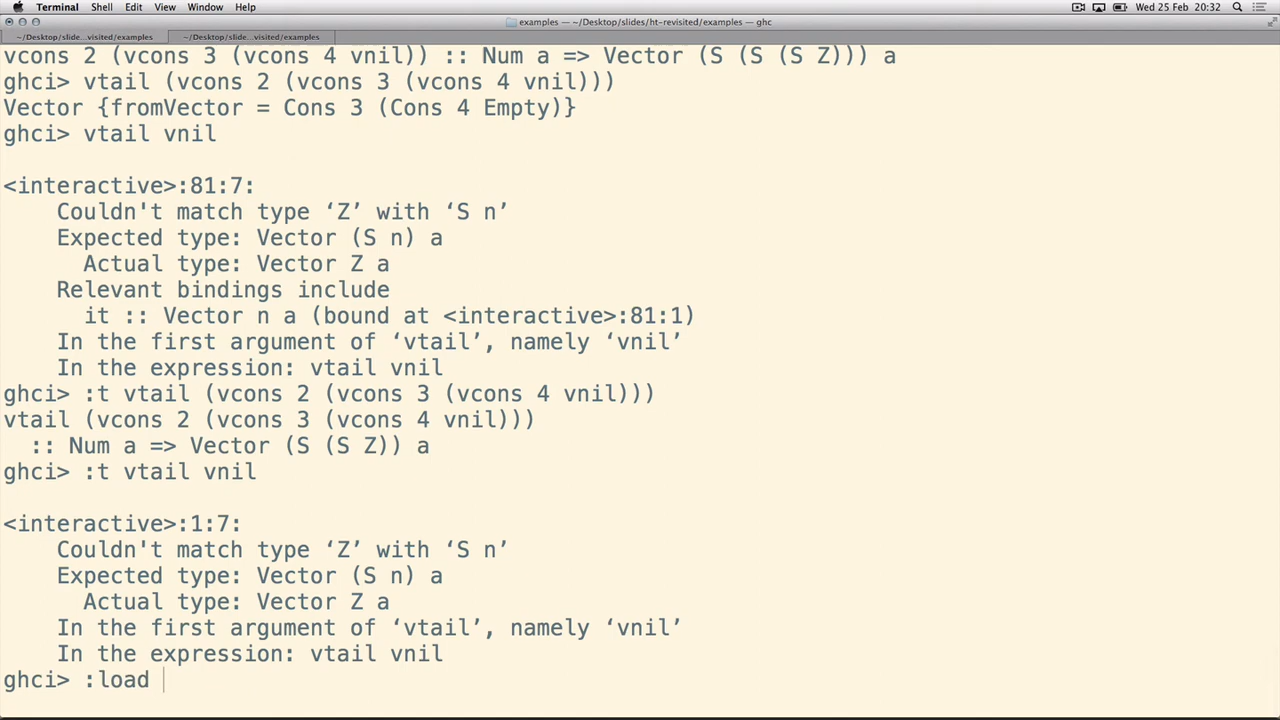 Terminal Shell Edit View Window Help Wed 25 Feb 20:32
examples — ~/Desktop/slides/ht-revisited/examples — ghc
~/Desktop/slide...visited/examples ~/Desktop/slide...visited/examples
vcons 2 (vcons 3 (vcons 4 vnil)) :: Num a => Vector (S (S (S Z))) a
ghci> vtail (vcons 2 (vcons 3 (vcons 4 vnil)))
Vector {fromVector = Cons 3 (Cons 4 Empty)}
ghci> vtail vnil
<interactive>:81:7:
Couldn't match type ‘Z’ with ‘S n’
Expected type: Vector (S n) a
Actual type: Vector Z a
Relevant bindings include
it :: Vector n a (bound at <interactive>:81:1)
In the first argument of ‘vtail’, namely ‘vnil’
In the expression: vtail vnil
ghci> :t vtail (vcons 2 (vcons 3 (vcons 4 vnil)))
vtail (vcons 2 (vcons 3 (vcons 4 vnil)))
:: Num a => Vector (S (S Z)) a
ghci> :t vtail vnil
<interactive>:1:7:
Couldn't match type ‘Z’ with ‘S n’
Expected type: Vector (S n) a
Actual type: Vector Z a
In the first argument of ‘vtail’, namely ‘vnil’
In the expression: vtail vnil
ghci> :load